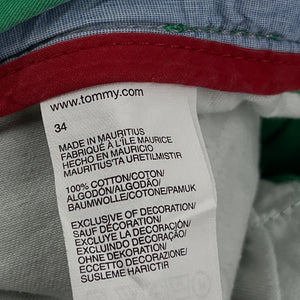 www.tommy.com
34
MADE IN MAURITIUS
FABRIQUÉ À L'ÎLE MAURICE
HECHO EN MAURICIO
MAURITIUS'TA URETILMISTIR
100% COTTON/COTON/
ALGODÓN/ALGODÃO/
BAUMWOLLE/COTONE/PAMUK
EXCLUSIVE OF DECORATION/
SAUF DÉCORATION/
EXCLUYE LA DECORACIÓN/
EXCLUINDO DECORAÇÃO/
OHNE DEKORATION/
ECCETTO DECORAZIONE/
SUSLEME HARICTIR